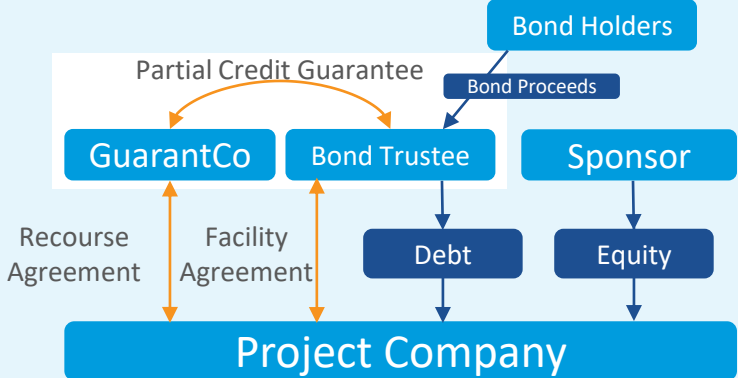 Bond Holders
Partial Credit Guarantee
Bond Proceeds
GuarantCo
Bond Trustee
Sponsor
Recourse
Agreement
Facility
Agreement
Debt
Equity
Project Company